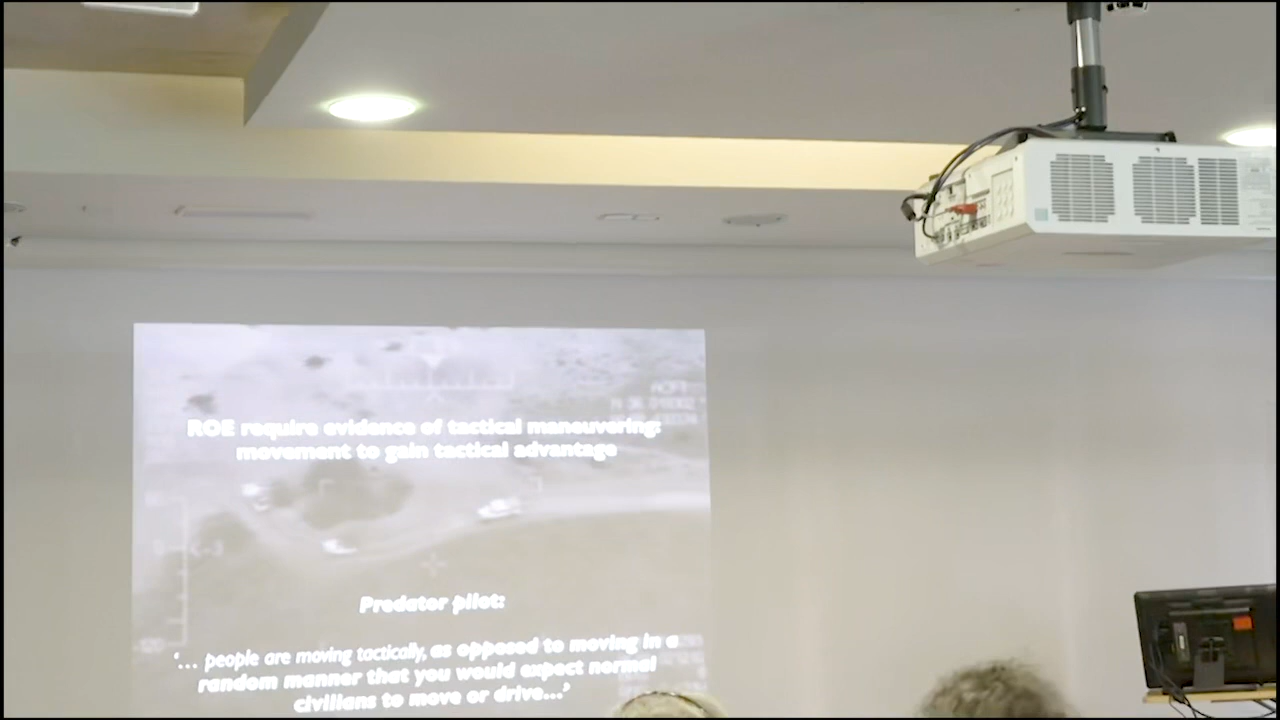 ROE require evidence of tactical maneuvering:
movement to gain tactical advantage
Predator pilot:
‘… people are moving tactically, as opposed to moving in a
random manner that you would expect normal
civilians to move or drive…’